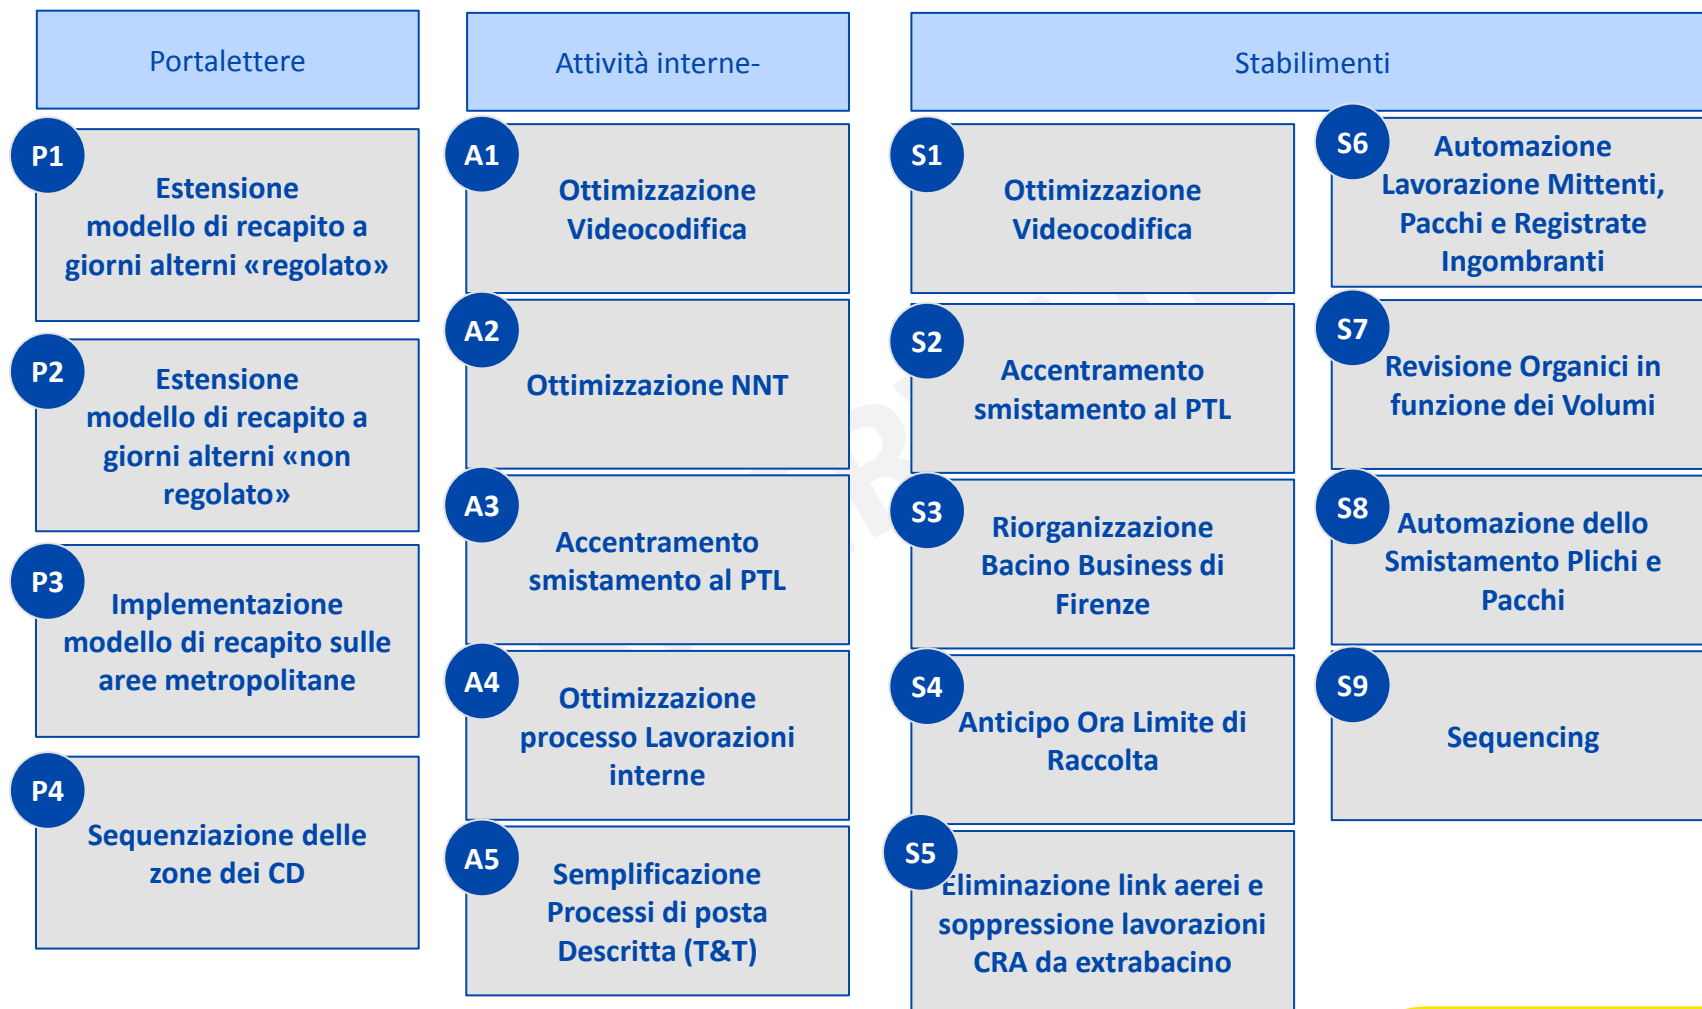 Portalettere
P1
Estensione
modello di recapito a
giorni alterni «regolato»
P2
Estensione
modello di recapito a
giorni alterni «non
regolato»
P3
Implementazione
modello di recapito sulle
aree metropolitane
P4
Sequenziazione delle
zone dei CD
Attività interne-
A1
Ottimizzazione
Videocodifica
A2
Ottimizzazione NNT
A3
Accentramento
smistamento al PTL
A4
Ottimizzazione
processo Lavorazioni
interne
A5
Semplificazione
Processi di posta
Descritta (T&T)
Stabilimenti
S1
Ottimizzazione
Videocodifica
S2
Accentramento
smistamento al PTL
S3
Riorganizzazione
Bacino Business di
Firenze
S4
Anticipo Ora Limite di
Raccolta
S5
Eliminazione link aerei e
soppressione lavorazioni
CRA da extrabacino
S6
Automazione
Lavorazione Mittenti,
Pacchi e Registrate
Ingombranti
S7
Revisione Organici in
funzione dei Volumi
S8
Automazione dello
Smistamento Plichi e
Pacchi
S9
Sequencing